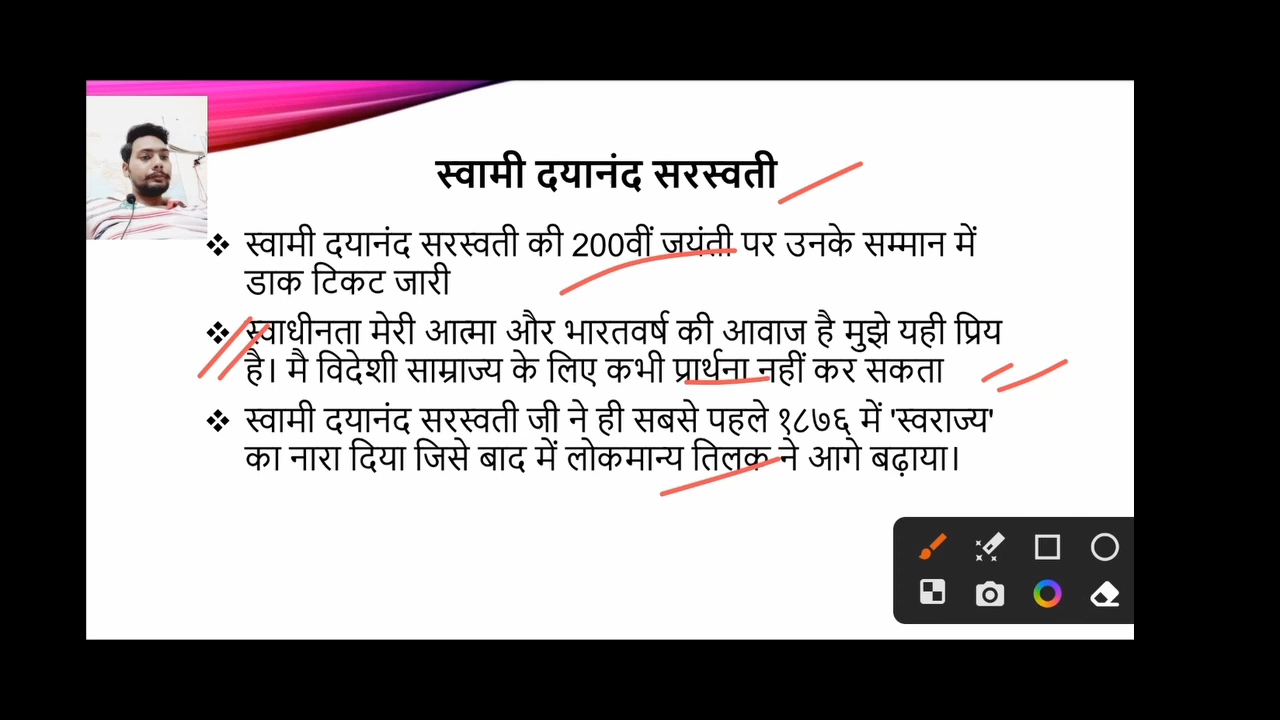 स्वामी दयानंद सरस्वती
❖ स्वामी दयानंद सरस्वती की 200वीं जयंती पर उनके सम्मान में
डाक टिकट जारी
❖ स्वाधीनता मेरी आत्मा और भारतवर्ष की आवाज है मुझे यही प्रिय
है। मै विदेशी साम्राज्य के लिए कभी प्रार्थना नहीं कर सकता
❖ स्वामी दयानंद सरस्वती जी ने ही सबसे पहले १८७६ में 'स्वराज्य'
का नारा दिया जिसे बाद में लोकमान्य तिलक ने आगे बढ़ाया।